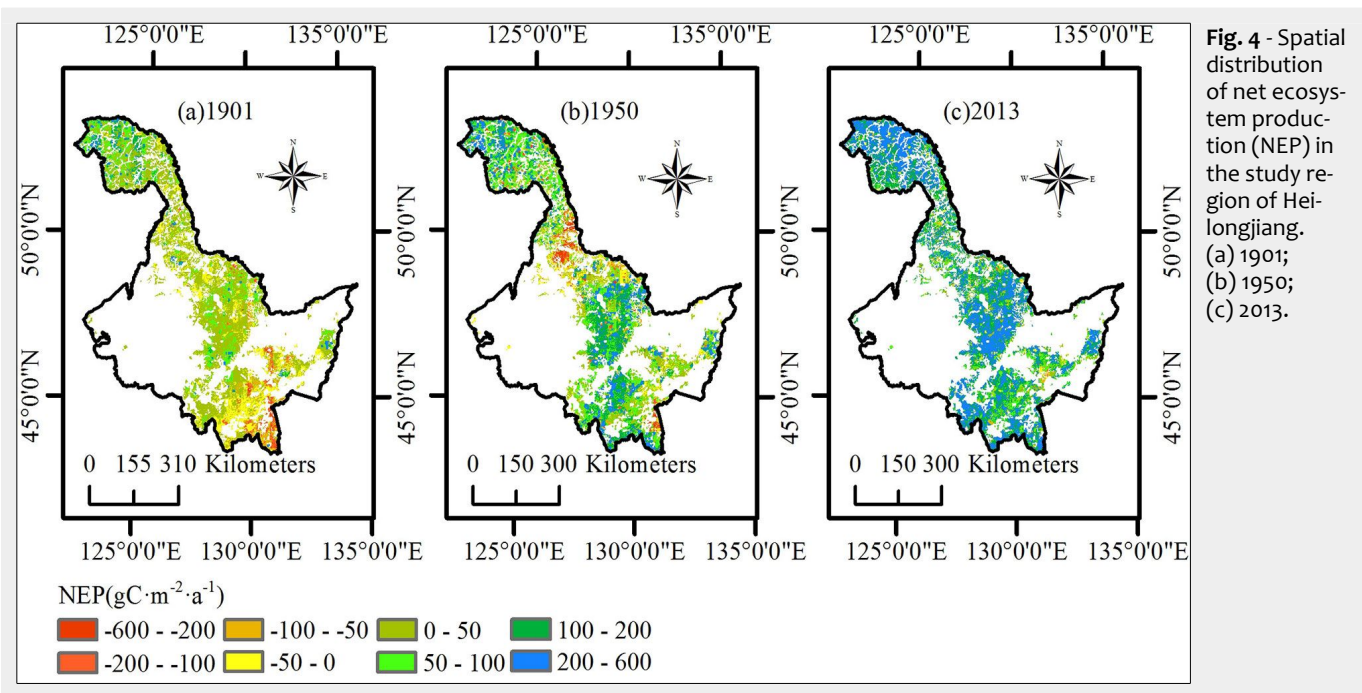 125°0'0"E 135°0'0"E 125°0'0"E 135°0'0"E 125°0'0"E 135°0'0"E
(a)1901 (b)1950 (c)2013
N N N
W E W E W E
S S S
50°0'0"N 50°0'0"N 50°0'0"N 50°0'0"N
45°0'0"N 45°0'0"N 45°0'0"N 45°0'0"N
0 155 310 Kilometers 0 150 300 Kilometers 0 150 300 Kilometers
125°0'0"E 130°0'0"E 135°0'0"E 125°0'0"E 130°0'0"E 135°0'0"E 125°0'0"E 130°0'0"E 135°0'0"E
NEP(gC·m⁻²·a⁻¹)
-600 - -200 -100 - -50 0 - 50 100 - 200
-200 - -100 -50 - 0 50 - 100 200 - 600
Fig. 4 - Spatial
distribution
of net ecosys-
tem produc-
tion (NEP) in
the study re-
gion of Hei-
longjiang.
(a) 1901;
(b) 1950;
(c) 2013.